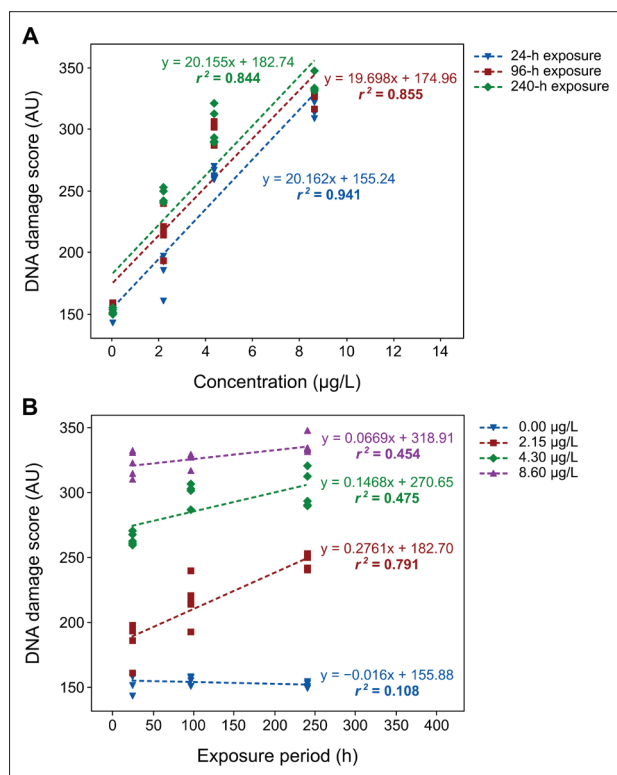 A
24-h exposure
96-h exposure
240-h exposure
y = 20.155x + 182.74
r² = 0.844
y = 19.698x + 174.96
r² = 0.855
y = 20.162x + 155.24
r² = 0.941
DNA damage score (AU)
350
300
250
200
150
0 2 4 6 8 10 12 14
Concentration (µg/L)
B
0.00 µg/L
2.15 µg/L
4.30 µg/L
8.60 µg/L
y = 0.0669x + 318.91
r² = 0.454
y = 0.1468x + 270.65
r² = 0.475
y = 0.2761x + 182.70
r² = 0.791
y = −0.016x + 155.88
r² = 0.108
DNA damage score (AU)
350
300
250
200
150
0 50 100 150 200 250 300 350 400
Exposure period (h)